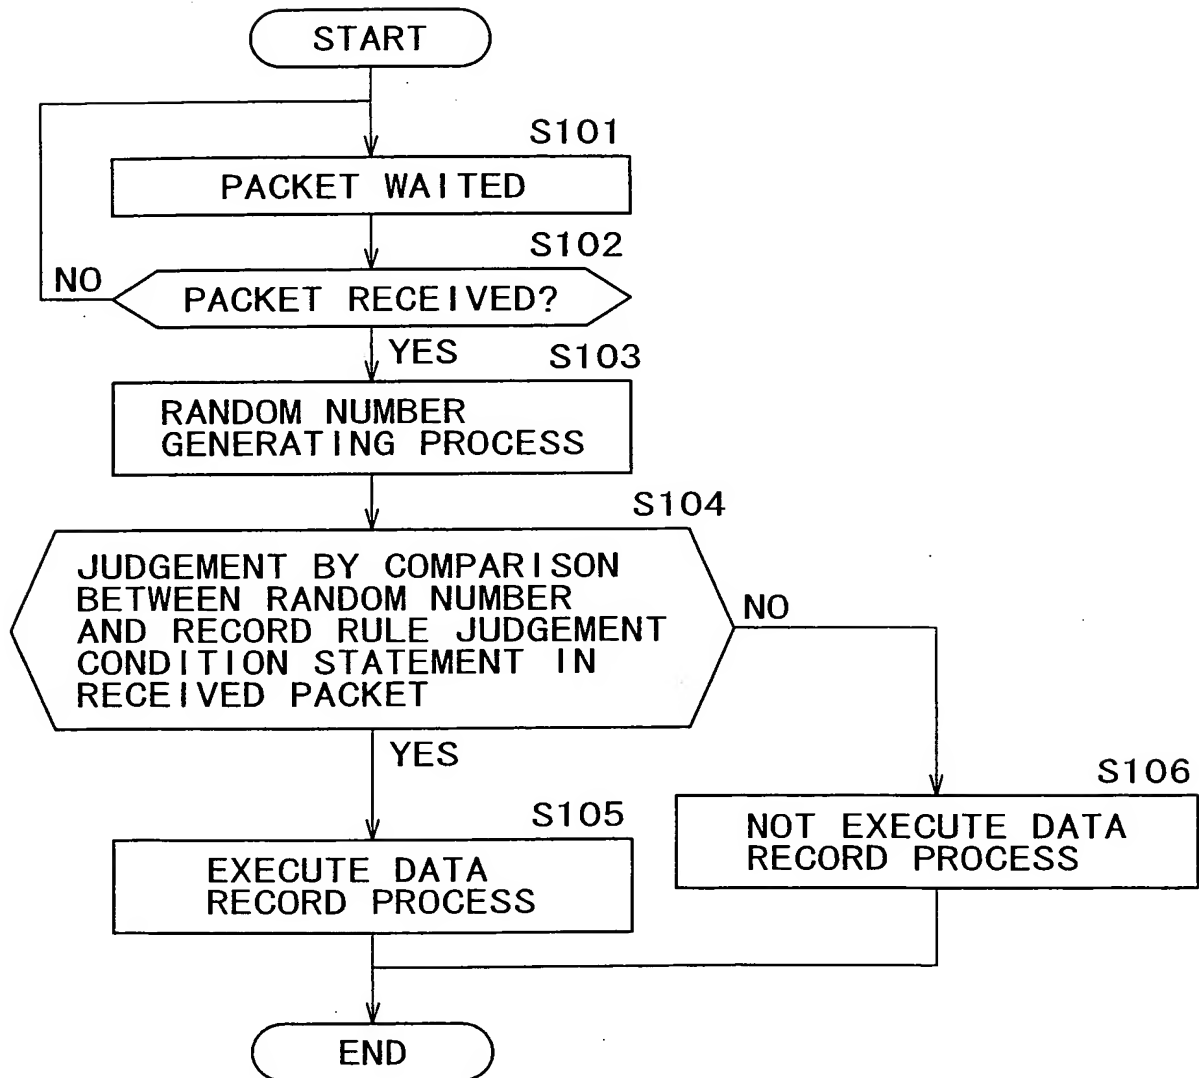 START
S101
PACKET WAITED
S102
NO
PACKET RECEIVED?
YES
S103
RANDOM NUMBER
GENERATING PROCESS
S104
JUDGEMENT BY COMPARISON
BETWEEN RANDOM NUMBER
AND RECORD RULE JUDGEMENT
CONDITION STATEMENT IN
RECEIVED PACKET
NO
YES
S105
EXECUTE DATA
RECORD PROCESS
S106
NOT EXECUTE DATA
RECORD PROCESS
END